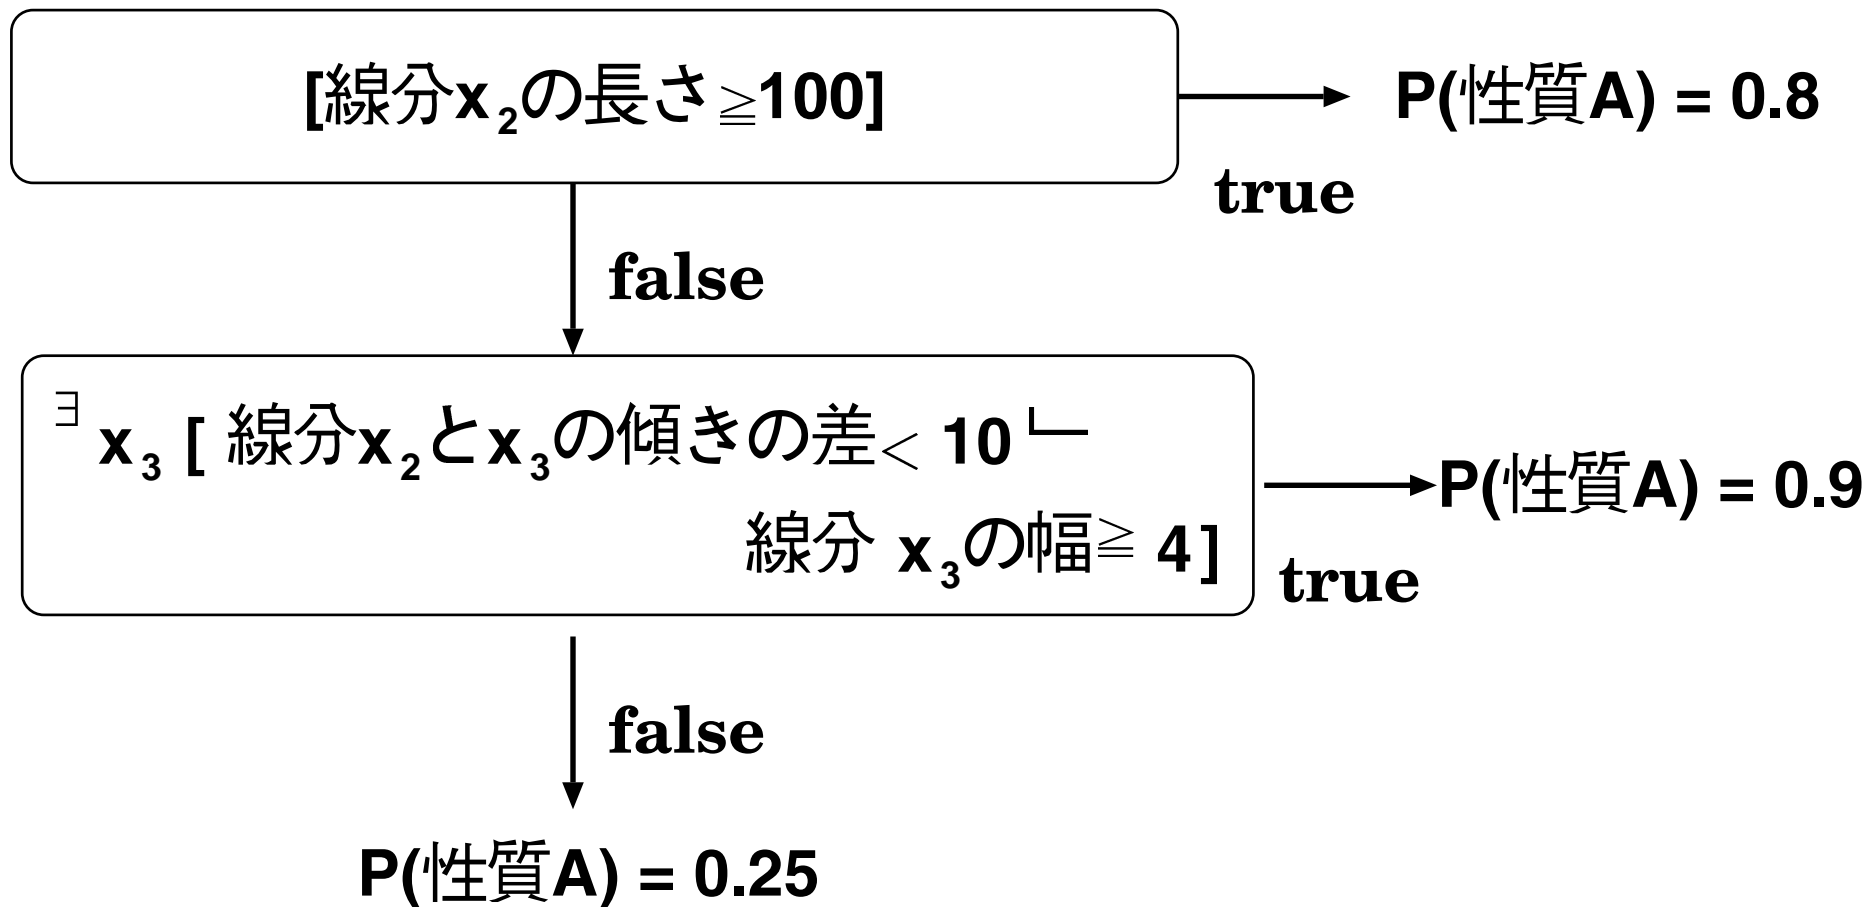 [線分x₂の長さ≧100]
P(性質A) = 0.8
true
false
∃ x₃ [ 線分x₂とx₃の傾きの差< 10
線分 x₃の幅≧ 4]
P(性質A) = 0.9
true
false
P(性質A) = 0.25